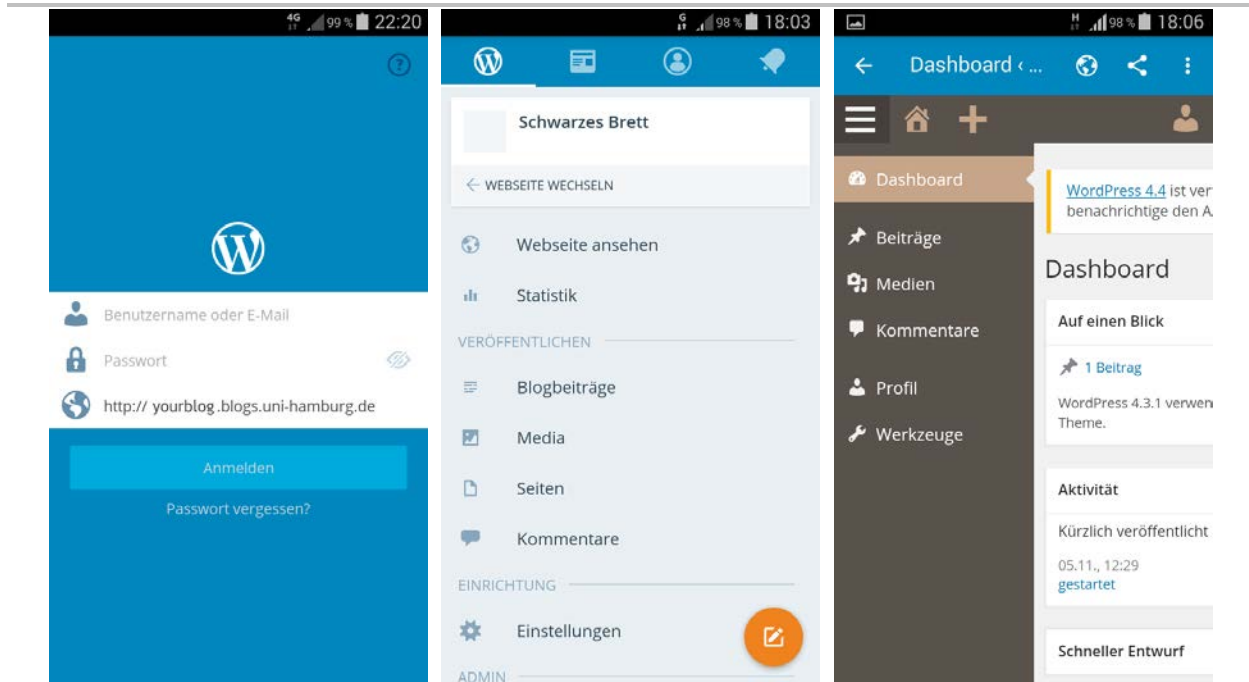 4G 99 % 22:20
Benutzername oder E-Mail
Passwort
http:// yourblog.blogs.uni-hamburg.de
Anmelden
Passwort vergessen?
G 98 % 18:03
Schwarzes Brett
WEBSEITE WECHSELN
Webseite ansehen
Statistik
VERÖFFENTLICHEN
Blogbeiträge
Media
Seiten
Kommentare
EINRICHTUNG
Einstellungen
ADMIN
H 98 % 18:06
Dashboard ‹ ...
Dashboard
Beiträge
Medien
Kommentare
Profil
Werkzeuge
WordPress 4.4 ist ver
benachrichtige den A
Dashboard
Auf einen Blick
1 Beitrag
WordPress 4.3.1 verwen
Theme.
Aktivität
Kürzlich veröffentlicht
05.11., 12:29
gestartet
Schneller Entwurf